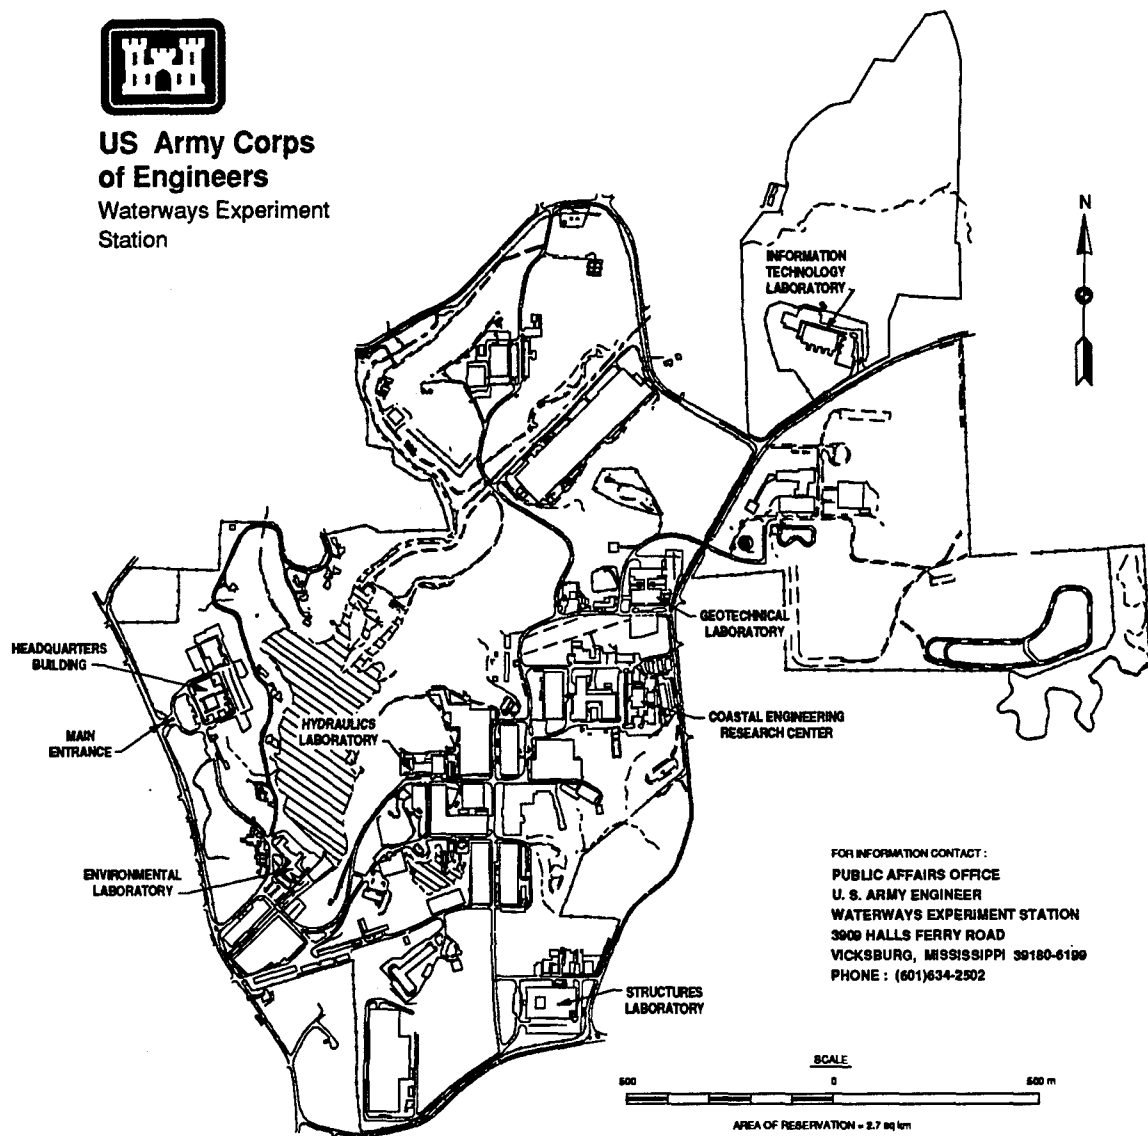 US Army Corps
of Engineers
Waterways Experiment
Station
N
INFORMATION
TECHNOLOGY
LABORATORY
GEOTECHNICAL
LABORATORY
HEADQUARTERS
BUILDING
MAIN
ENTRANCE
HYDRAULICS
LABORATORY
COASTAL ENGINEERING
RESEARCH CENTER
ENVIRONMENTAL
LABORATORY
STRUCTURES
LABORATORY
FOR INFORMATION CONTACT :
PUBLIC AFFAIRS OFFICE
U. S. ARMY ENGINEER
WATERWAYS EXPERIMENT STATION
3909 HALLS FERRY ROAD
VICKSBURG, MISSISSIPPI 39180-6199
PHONE : (601)634-2502
SCALE
500 0 500 m
AREA OF RESERVATION = 2.7 sq km